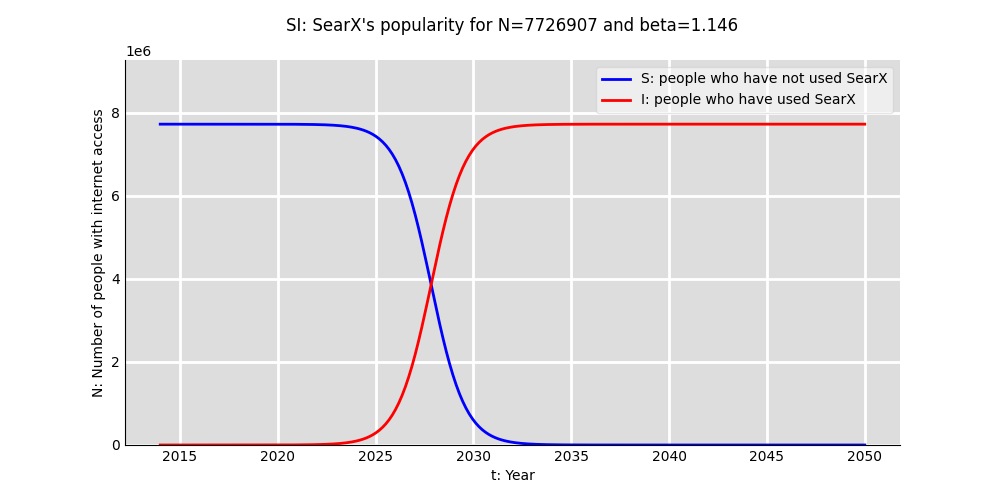 SI: SearX's popularity for N=7726907 and beta=1.146
1e6
S: people who have not used SearX
I: people who have used SearX
N: Number of people with internet access
8
6
4
2
0
2015 2020 2025 2030 2035 2040 2045 2050
t: Year